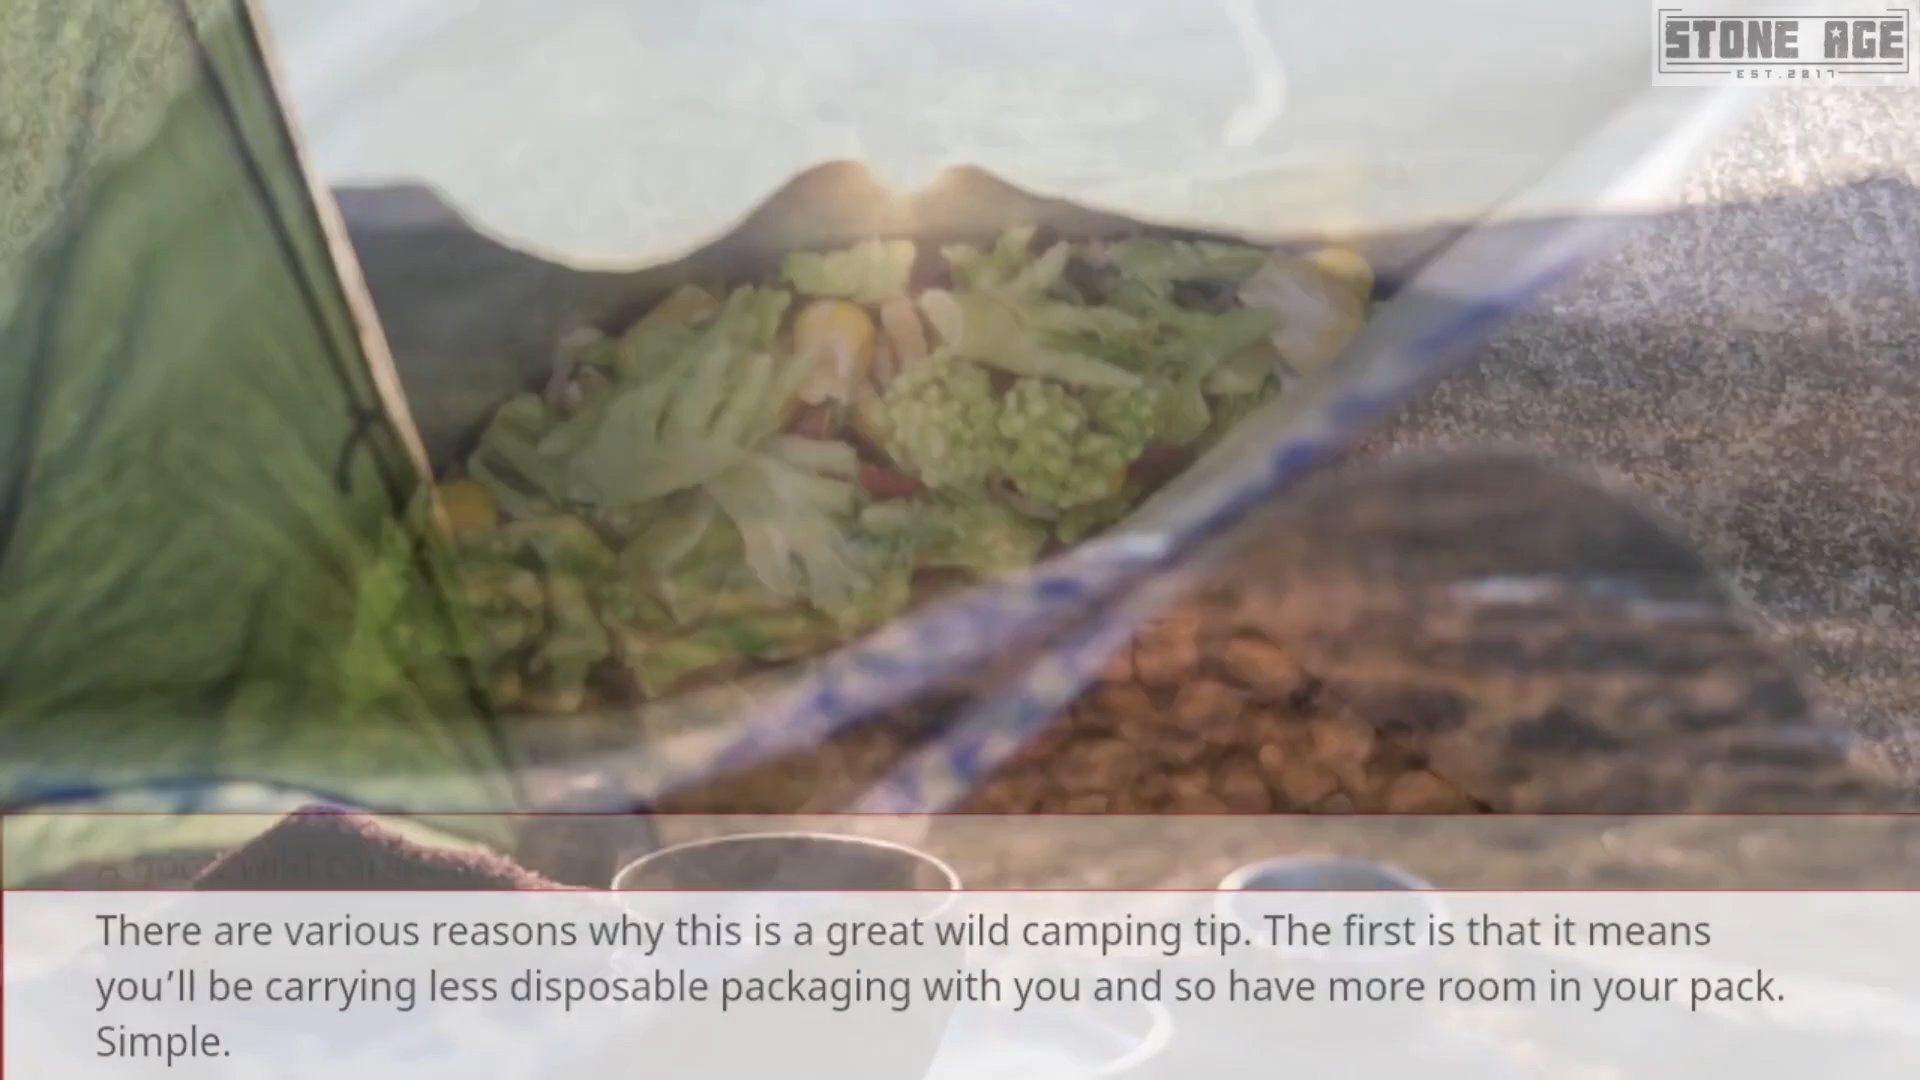 STONE AGE
EST.2017
There are various reasons why this is a great wild camping tip. The first is that it means
you’ll be carrying less disposable packaging with you and so have more room in your pack.
Simple.